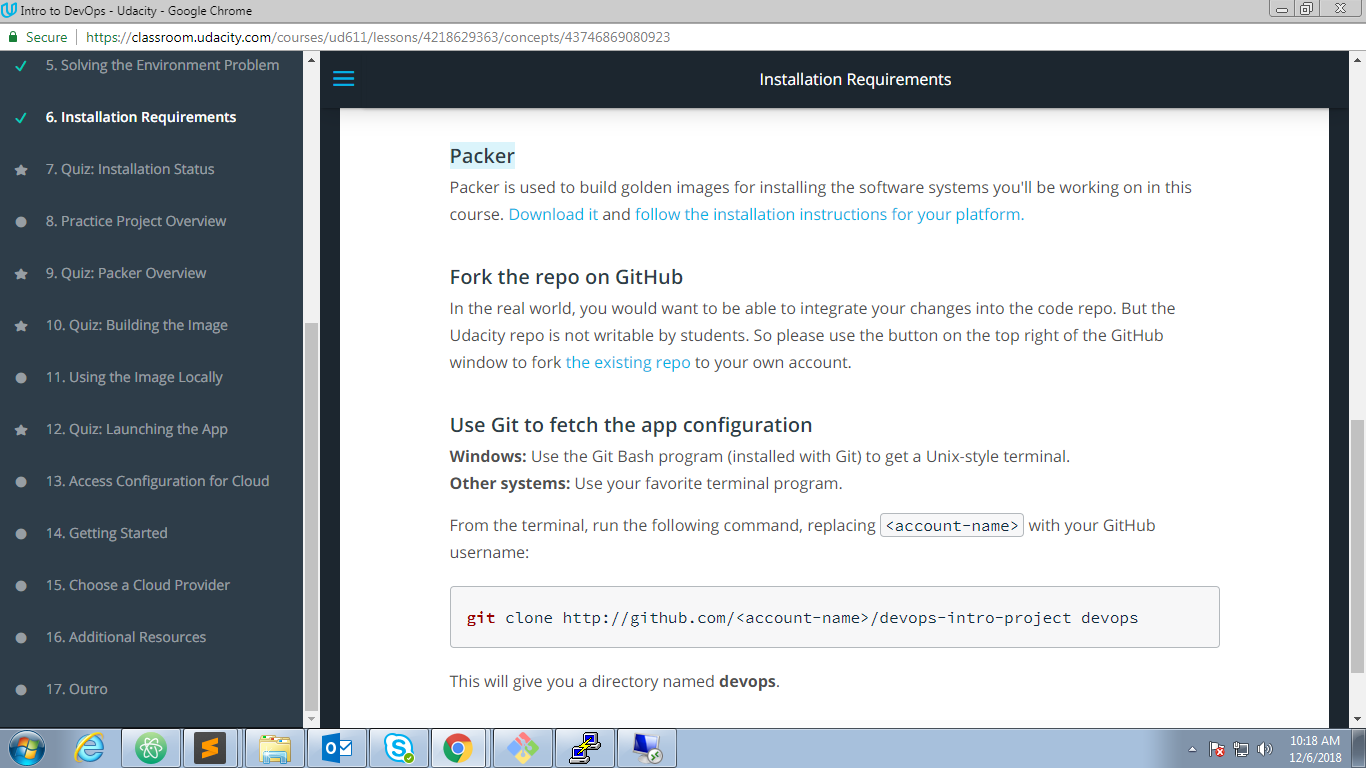 Intro to DevOps - Udacity - Google Chrome
Secure
https://classroom.udacity.com/courses/ud611/lessons/4218629363/concepts/43746869080923
5. Solving the Environment Problem
6. Installation Requirements
7. Quiz: Installation Status
8. Practice Project Overview
9. Quiz: Packer Overview
10. Quiz: Building the Image
11. Using the Image Locally
12. Quiz: Launching the App
13. Access Configuration for Cloud
14. Getting Started
15. Choose a Cloud Provider
16. Additional Resources
17. Outro
Installation Requirements
Packer
Packer is used to build golden images for installing the software systems you'll be working on in this
course. Download it and follow the installation instructions for your platform.
Fork the repo on GitHub
In the real world, you would want to be able to integrate your changes into the code repo. But the
Udacity repo is not writable by students. So please use the button on the top right of the GitHub
window to fork the existing repo to your own account.
Use Git to fetch the app configuration
Windows: Use the Git Bash program (installed with Git) to get a Unix-style terminal.
Other systems: Use your favorite terminal program.
From the terminal, run the following command, replacing <account-name> with your GitHub
username:
git clone http://github.com/<account-name>/devops-intro-project devops
This will give you a directory named devops.
10:18 AM
12/6/2018